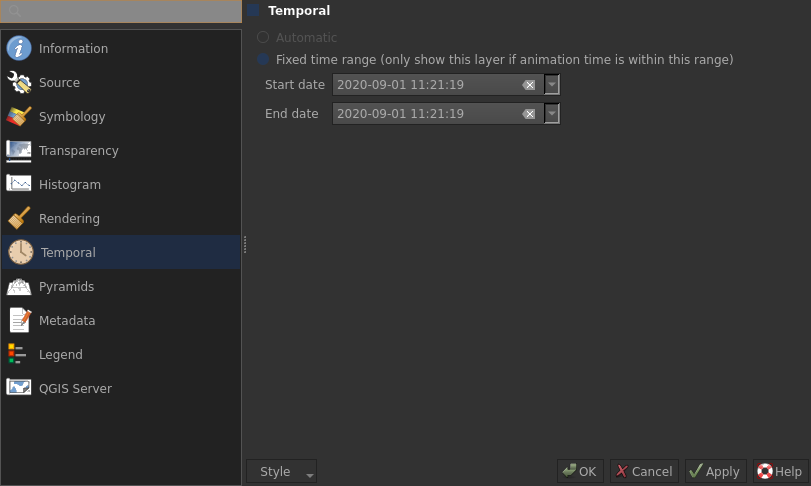 Information
Source
Symbology
Transparency
Histogram
Rendering
Temporal
Pyramids
Metadata
Legend
QGIS Server
Temporal
Automatic
Fixed time range (only show this layer if animation time is within this range)
Start date 2020-09-01 11:21:19
End date 2020-09-01 11:21:19
Style OK Cancel Apply Help